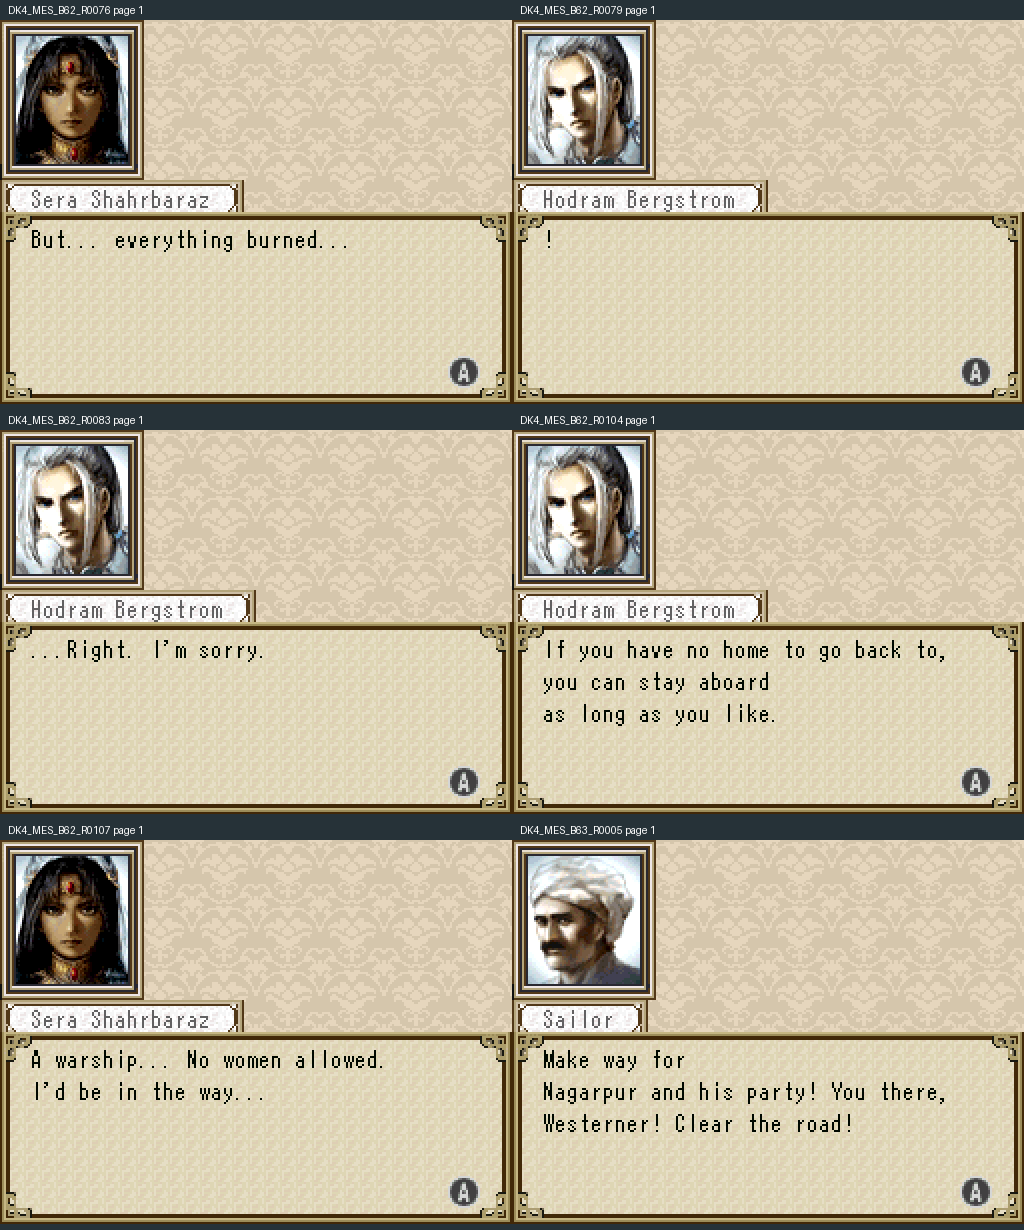 DK4_MES_B62_R0076 page 1
Sera Shahrbaraz
But... everything burned...
A
DK4_MES_B62_R0079 page 1
Hodram Bergstrom
!
A
DK4_MES_B62_R0083 page 1
Hodram Bergstrom
...Right. I'm sorry.
A
DK4_MES_B62_R0104 page 1
Hodram Bergstrom
If you have no home to go back to,
you can stay aboard
as long as you like.
A
DK4_MES_B62_R0107 page 1
Sera Shahrbaraz
A warship... No women allowed.
I'd be in the way...
A
DK4_MES_B63_R0005 page 1
Sailor
Make way for
Nagarpur and his party! You there,
Westerner! Clear the road!
A